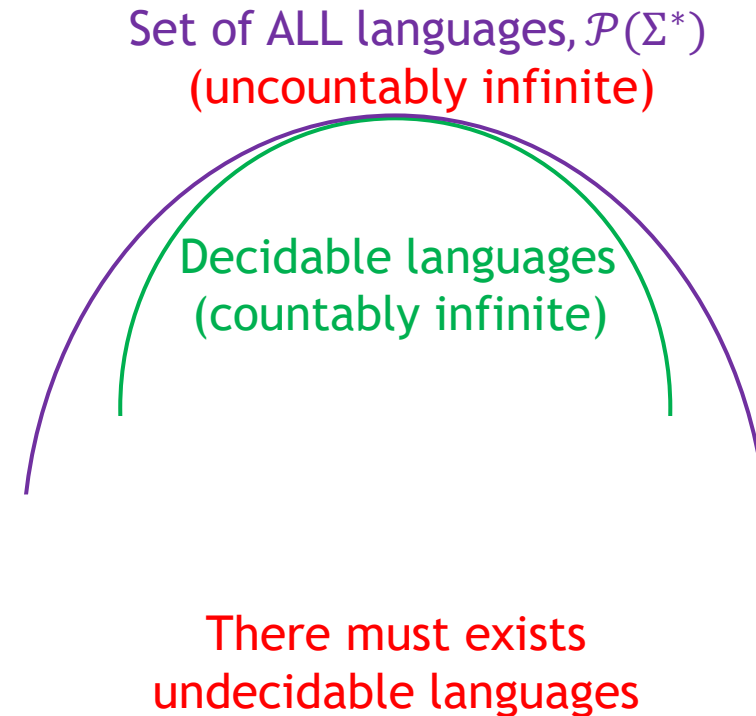 Set of ALL languages, 𝒫(Σ*)
(uncountably infinite)
Decidable languages
(countably infinite)
There must exists
undecidable languages